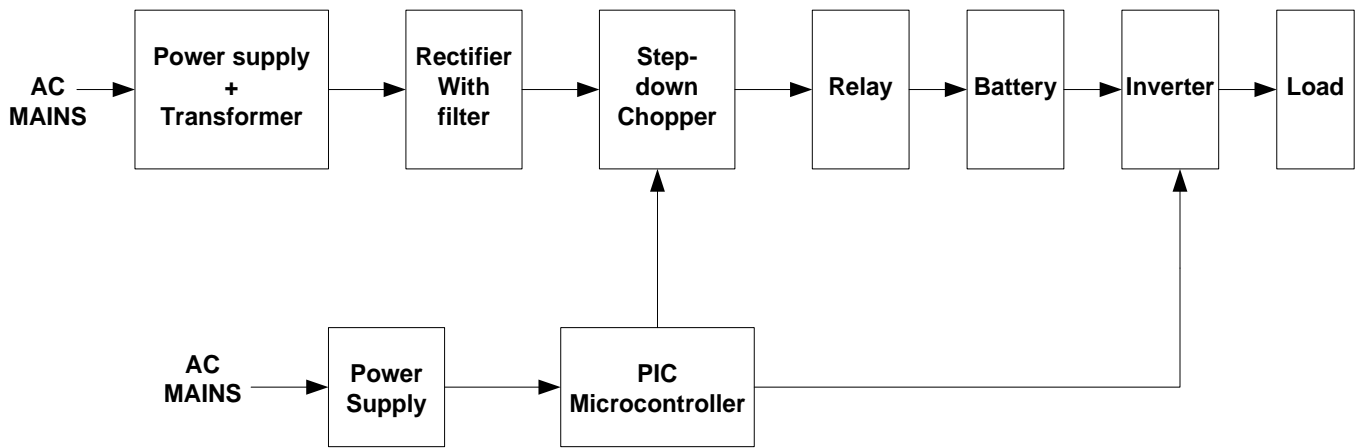 AC
MAINS
Power supply
+
Transformer
Rectifier
With
filter
Step-
down
Chopper
Relay
Battery
Inverter
Load
AC
MAINS
Power
Supply
PIC
Microcontroller